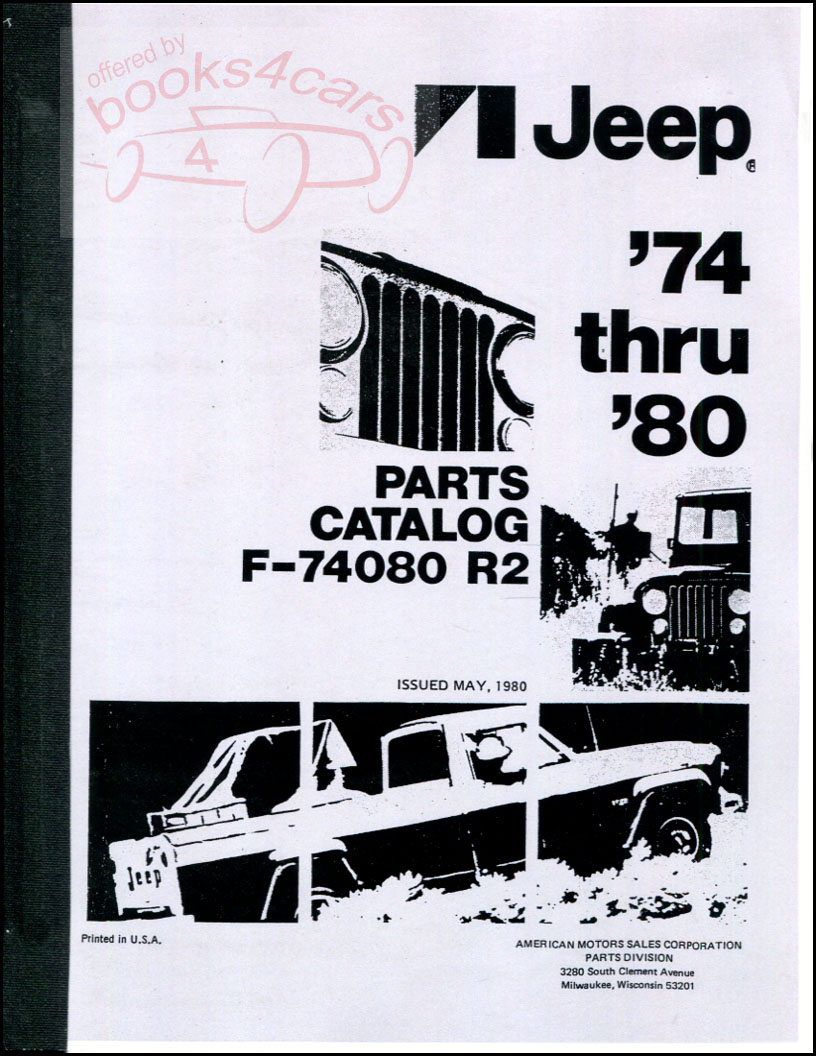 offered by
books4cars
4
Jeep®
'74
thru
'80
PARTS
CATALOG
F-74080 R2
ISSUED MAY, 1980
Jeep
Printed in U.S.A.
AMERICAN MOTORS SALES CORPORATION
PARTS DIVISION
3280 South Clement Avenue
Milwaukee, Wisconsin 53201